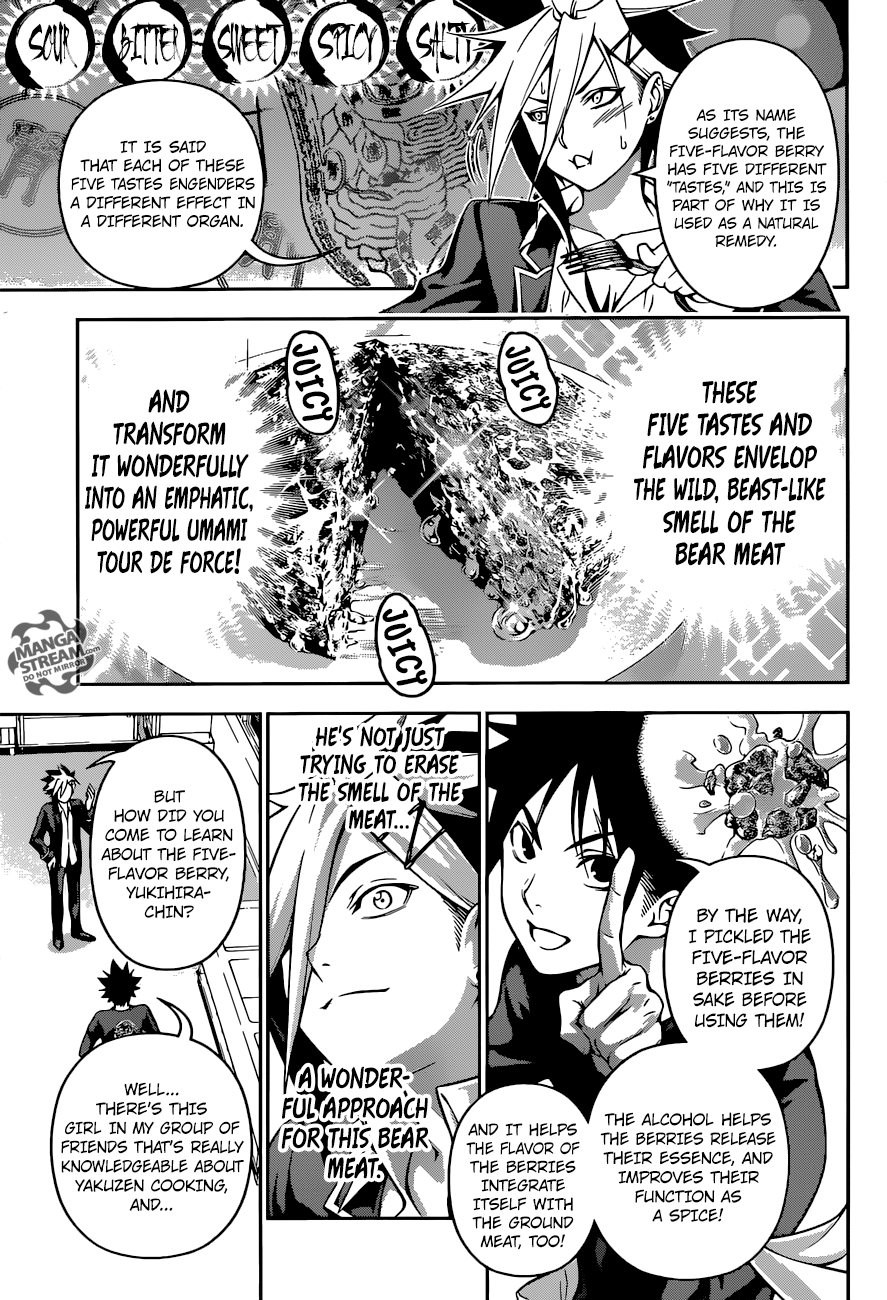 AS ITS NAME
SUGGESTS, THE
FIVE-FLAVOR BERRY
HAS FIVE DIFFERENT
"TASTES," AND THIS IS
PART OF WHY IT IS
USED AS A NATURAL
REMEDY.
SOUR BITTER SWEET SPICY SALTY
IT IS SAID
THAT EACH OF THESE
FIVE TASTES ENGENDERS
A DIFFERENT EFFECT IN
A DIFFERENT ORGAN.
THESE
FIVE TASTES AND
FLAVORS ENVELOP
THE WILD, BEAST-LIKE
SMELL OF THE
BEAR MEAT
JOICY
JOICY
JOICY
AND
TRANSFORM
IT WONDERFULLY
INTO AN EMPHATIC,
POWERFUL UMAMI
TOUR DE FORCE!
MANGA
STREAM.com
DO NOT MIRROR
BY THE WAY,
I PICKLED THE
FIVE-FLAVOR
BERRIES IN
SAKE BEFORE
USING THEM!
THE ALCOHOL HELPS
THE BERRIES RELEASE
THEIR ESSENCE, AND
IMPROVES THEIR
FUNCTION AS
A SPICE!
AND IT HELPS
THE FLAVOR OF
THE BERRIES
INTEGRATE
ITSELF WITH
THE GROUND
MEAT, TOO!
HE'S NOT JUST
TRYING TO ERASE
THE SMELL OF THE
MEAT...
A WONDER-
FUL APPROACH
FOR THIS BEAR
MEAT.
BUT
HOW DID YOU
COME TO LEARN
ABOUT THE FIVE-
FLAVOR BERRY,
YUKIHIRA-
CHIN?
WELL...
THERE'S THIS
GIRL IN MY GROUP OF
FRIENDS THAT'S REALLY
KNOWLEDGEABLE ABOUT
YAKUZEN COOKING,
AND...